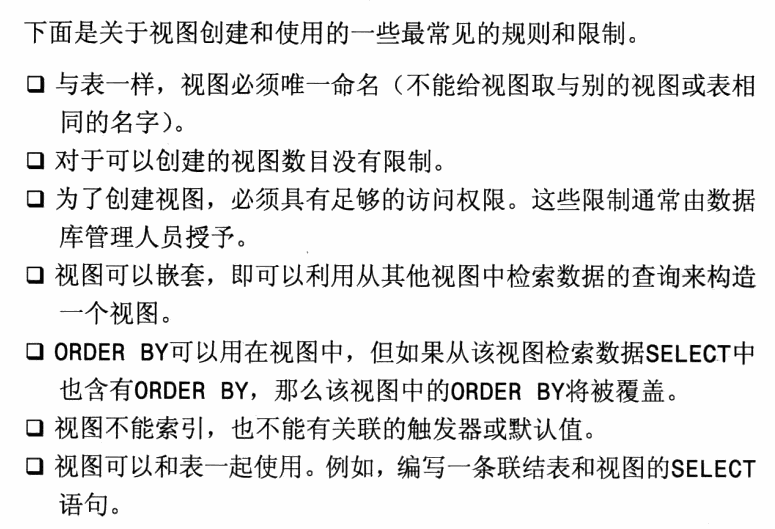 下面是关于视图创建和使用的一些最常见的规则和限制。
❑ 与表一样，视图必须唯一命名（不能给视图取与别的视图或表相
同的名字）。
❑ 对于可以创建的视图数目没有限制。
❑ 为了创建视图，必须具有足够的访问权限。这些限制通常由数据
库管理人员授予。
❑ 视图可以嵌套，即可以利用从其他视图中检索数据的查询来构造
一个视图。
❑ ORDER BY可以用在视图中，但如果从该视图检索数据SELECT中
也含有ORDER BY，那么该视图中的ORDER BY将被覆盖。
❑ 视图不能索引，也不能有关联的触发器或默认值。
❑ 视图可以和表一起使用。例如，编写一条联结表和视图的SELECT
语句。